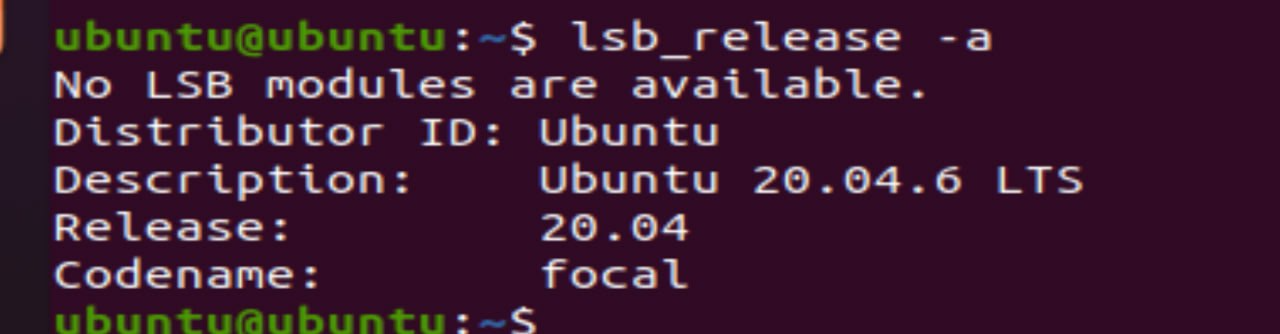 ubuntu@ubuntu:~$ lsb_release -a
No LSB modules are available.
Distributor ID: Ubuntu
Description:    Ubuntu 20.04.6 LTS
Release:        20.04
Codename:       focal
ubuntu@ubuntu:~$